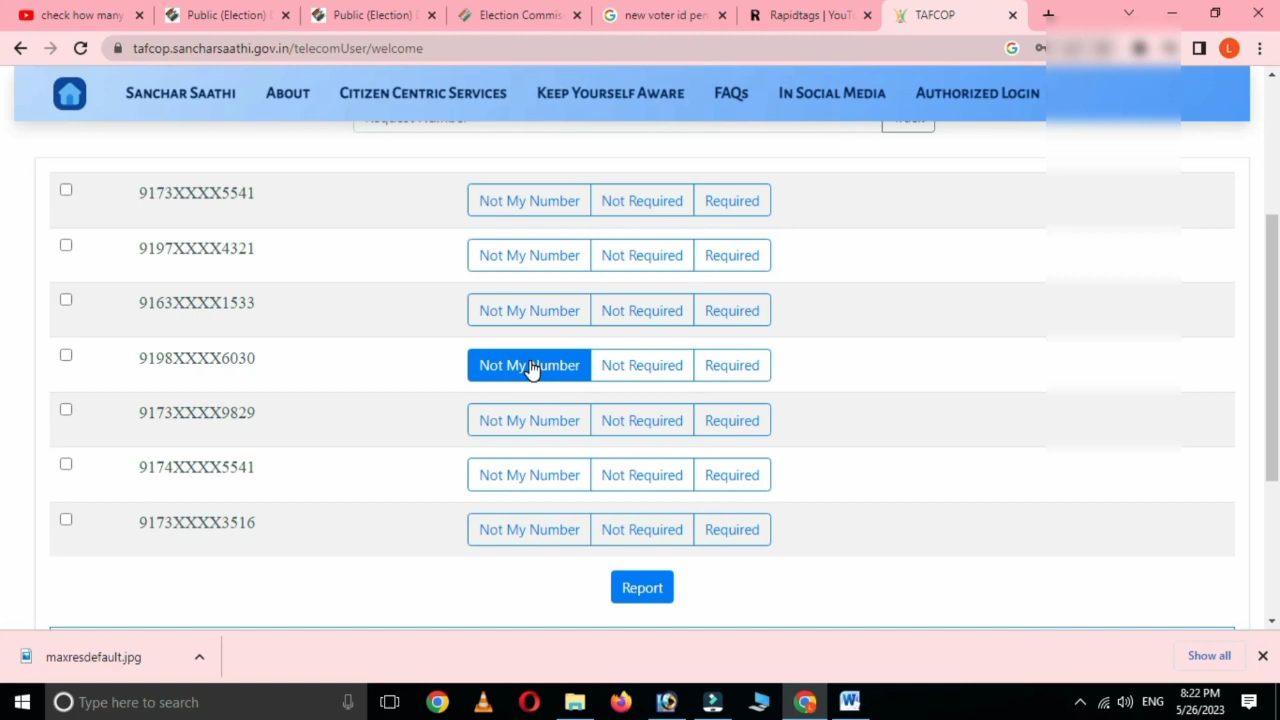 check how many
Public (Election) D
Public (Election) D
Election Commis
new voter id pen
Rapidtags | YouTu
TAFCOP
tafcop.sancharsaathi.gov.in/telecomUser/welcome
L
SANCHAR SAATHI ABOUT CITIZEN CENTRIC SERVICES KEEP YOURSELF AWARE FAQs IN SOCIAL MEDIA AUTHORIZED LOGIN
Request Number
9173XXXX5541 Not My Number Not Required Required
9197XXXX4321 Not My Number Not Required Required
9163XXXX1533 Not My Number Not Required Required
9198XXXX6030 Not My Number Not Required Required
9173XXXX9829 Not My Number Not Required Required
9174XXXX5541 Not My Number Not Required Required
9173XXXX3516 Not My Number Not Required Required
Report
maxresdefault.jpg
Show all
Type here to search
ENG
8:22 PM
5/26/2023